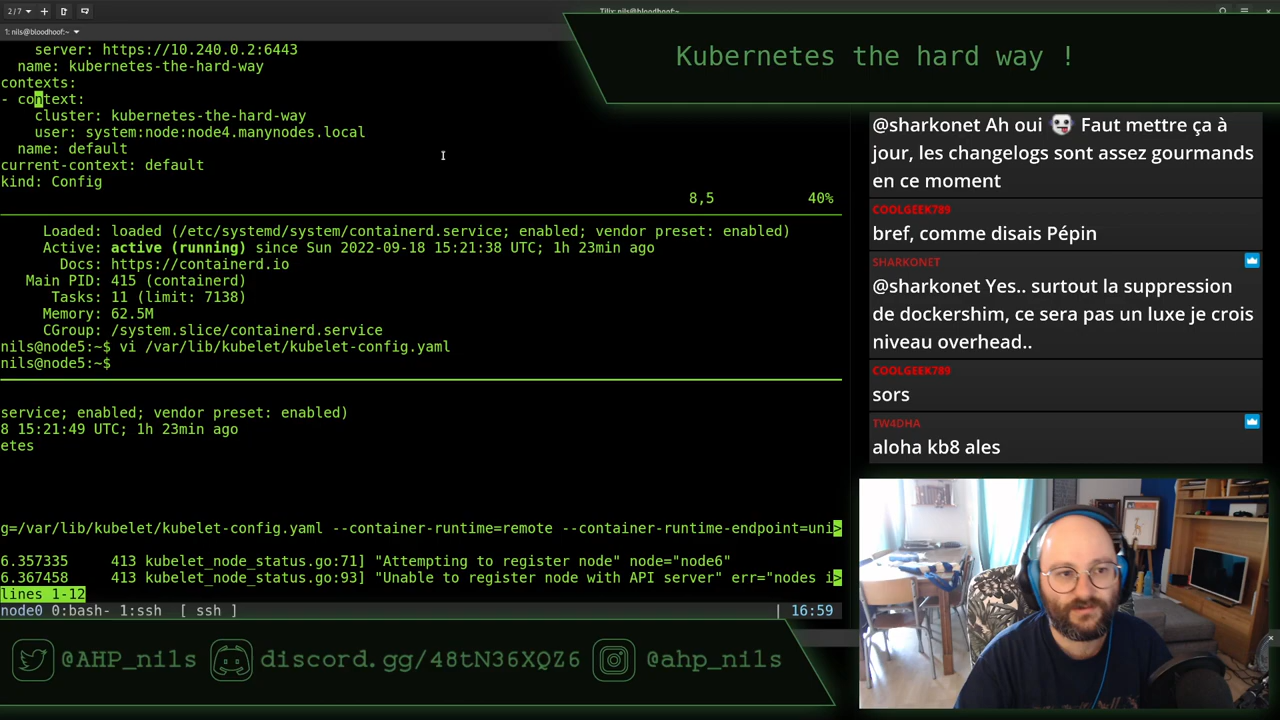 2/7
Tilix: nils@bloodhoof:~
1: nils@bloodhoof:~
server: https://10.240.0.2:6443
name: kubernetes-the-hard-way
contexts:
- context:
cluster: kubernetes-the-hard-way
user: system:node:node4.manynodes.local
name: default
current-context: default
kind: Config
8,5 40%
Loaded: loaded (/etc/systemd/system/containerd.service; enabled; vendor preset: enabled)
Active: active (running) since Sun 2022-09-18 15:21:38 UTC; 1h 23min ago
Docs: https://containerd.io
Main PID: 415 (containerd)
Tasks: 11 (limit: 7138)
Memory: 62.5M
CGroup: /system.slice/containerd.service
nils@node5:~$ vi /var/lib/kubelet/kubelet-config.yaml
nils@node5:~$
service; enabled; vendor preset: enabled)
8 15:21:49 UTC; 1h 23min ago
etes
g=/var/lib/kubelet/kubelet-config.yaml --container-runtime=remote --container-runtime-endpoint=uni>
6.357335 413 kubelet_node_status.go:71] "Attempting to register node" node="node6"
6.367458 413 kubelet_node_status.go:93] "Unable to register node with API server" err="nodes i>
lines 1-12
node0 0:bash- 1:ssh [ ssh ] | 16:59
Kubernetes the hard way !
@sharkonet Ah oui 👻 Faut mettre ça à
jour, les changelogs sont assez gourmands
en ce moment
COOLGEEK789
bref, comme disais Pépin
SHARKONET
@sharkonet Yes.. surtout la suppression
de dockershim, ce sera pas un luxe je crois
niveau overhead..
COOLGEEK789
sors
TW4DHA
aloha kb8 ales
@AHP_nils
discord.gg/48tN36XQZ6
@ahp_nils